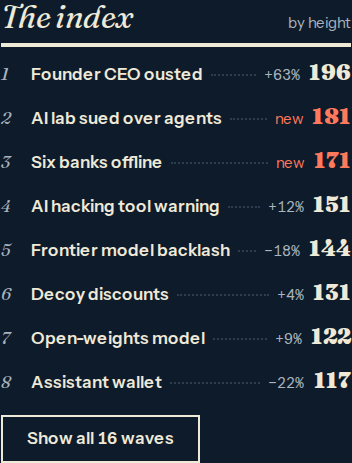 The index by height
1 Founder CEO ousted +63% 196
2 AI lab sued over agents new 181
3 Six banks offline new 171
4 AI hacking tool warning +12% 151
5 Frontier model backlash −18% 144
6 Decoy discounts +4% 131
7 Open-weights model +9% 122
8 Assistant wallet −22% 117
Show all 16 waves